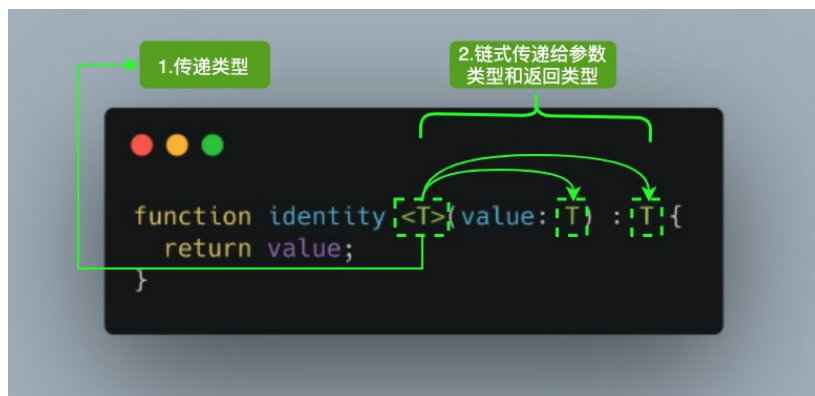 1.传递类型
2.链式传递给参数
类型和返回类型
function identity <T>(value: T) : T {
  return value;
}